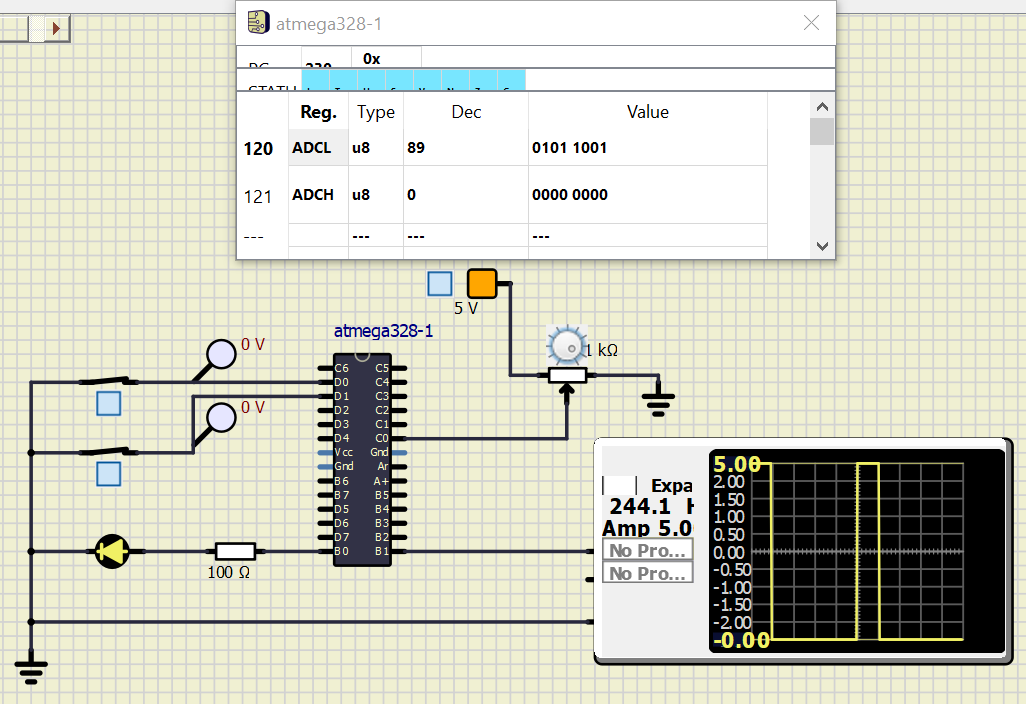 atmega328-1
0x
Reg. Type Dec Value
120 ADCL u8 89 0101 1001
121 ADCH u8 0 0000 0000
--- --- --- ---
5 V
atmega328-1
1 kΩ
0 V
0 V
C6 C5
D0 C4
D1 C3
D2 C2
D3 C1
D4 C0
Vcc Gnd
Gnd Ar
B6 A+
B7 B5
D5 B4
D6 B3
D7 B2
B0 B1
100 Ω
Expa
244.1 H
Amp 5.0
No Pro...
No Pro...
5.00
2.00
1.50
1.00
0.50
0.00
-0.50
-1.00
-1.50
-2.00
-0.00